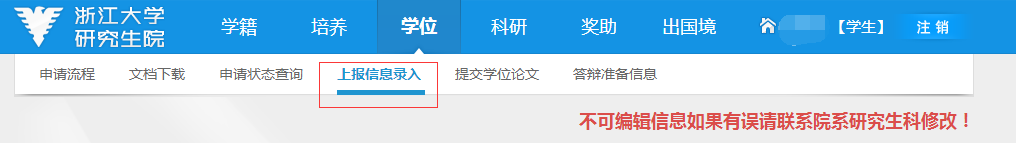 浙江大学
研究生院
学籍 培养 学位 科研 奖助 出国境 【学生】 注 销
申请流程 文档下载 申请状态查询 上报信息录入 提交学位论文 答辩准备信息
不可编辑信息如果有误请联系院系研究生科修改！